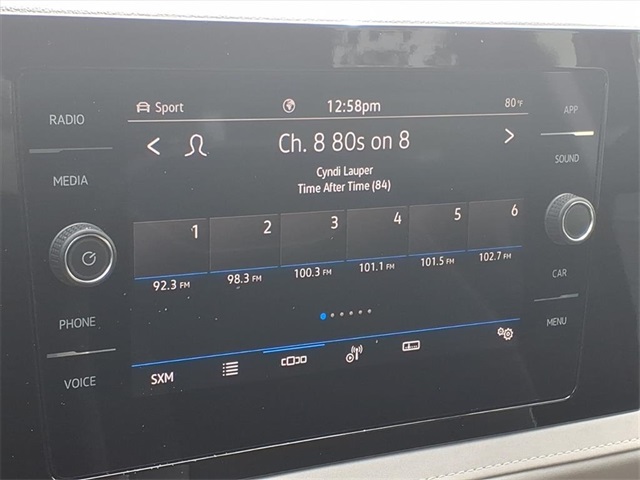 RADIO
MEDIA
PHONE
VOICE
Sport 12:58pm 80°F
< Ch. 8 80s on 8 >
Cyndi Lauper
Time After Time (84)
1 2 3 4 5 6
92.3 FM 98.3 FM 100.3 FM 101.1 FM 101.5 FM 102.7 FM
SXM
APP
SOUND
CAR
MENU